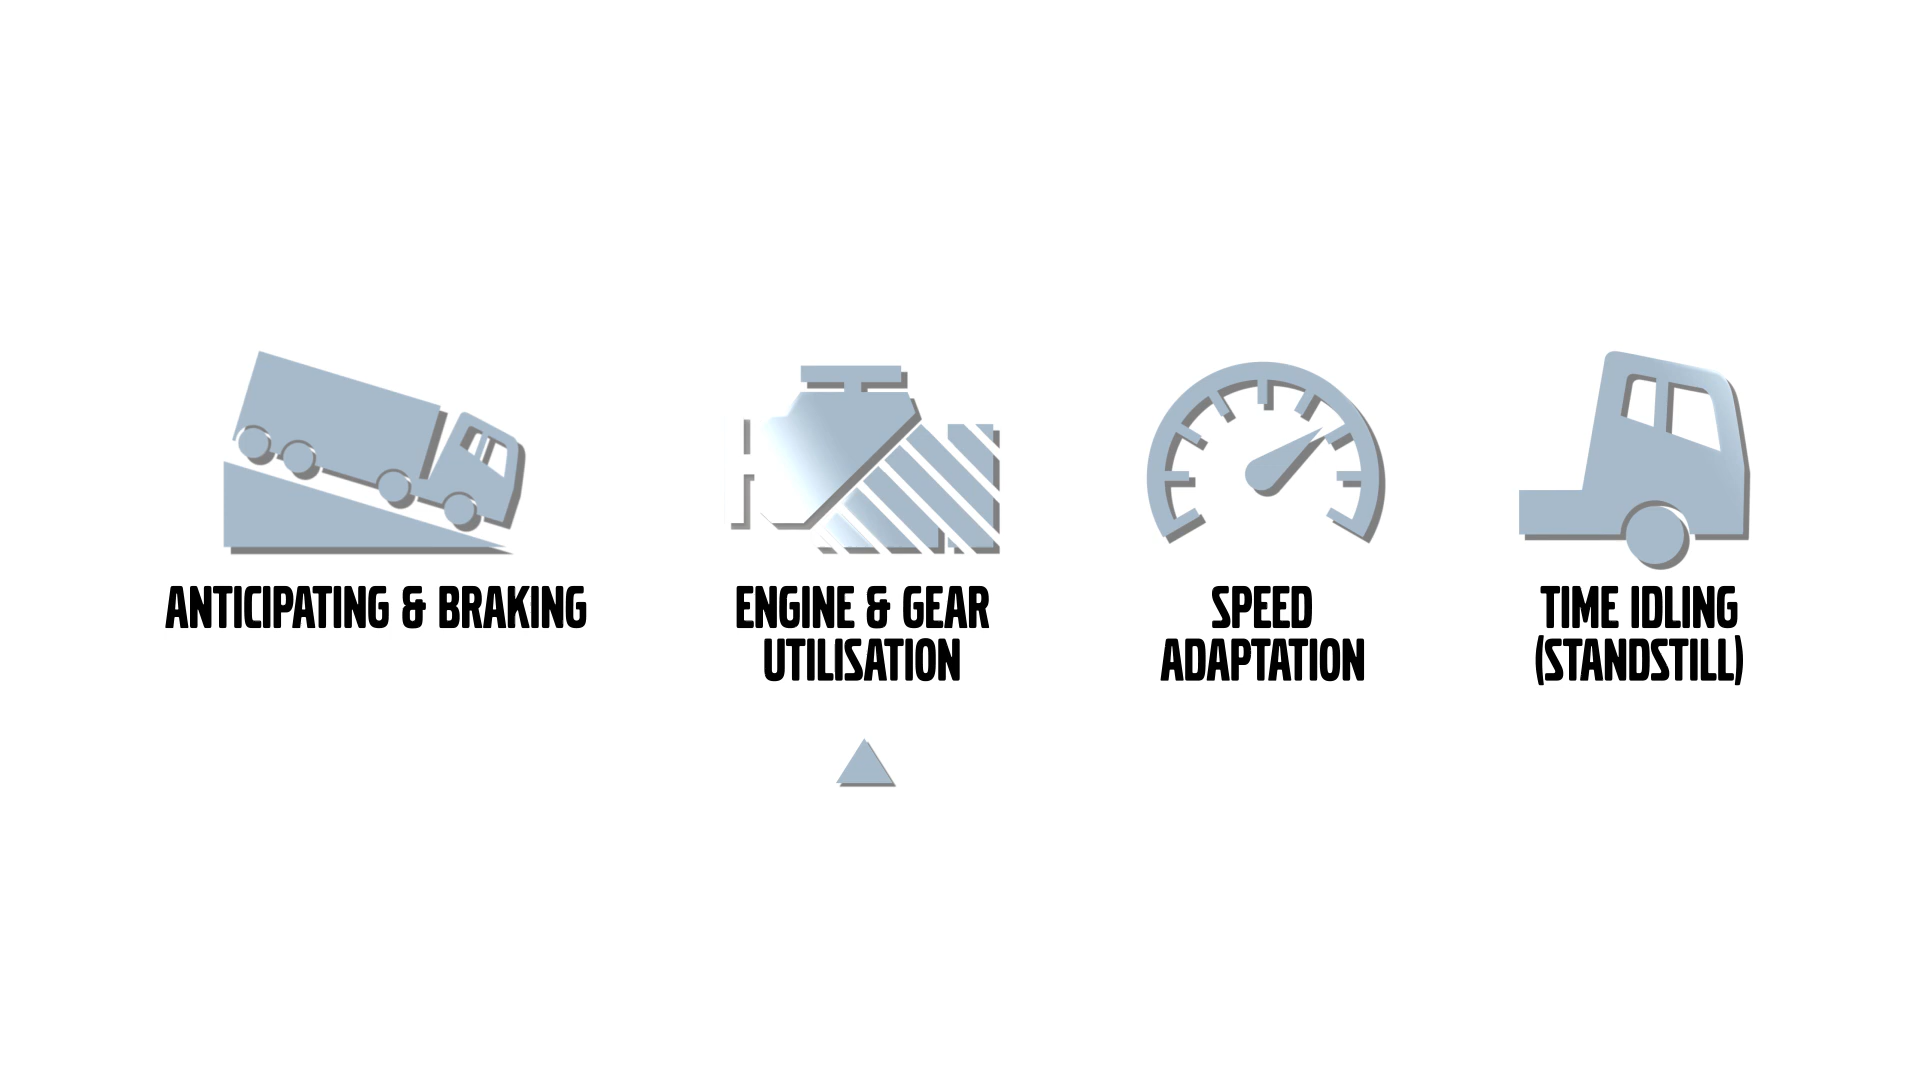 ANTICIPATING & BRAKING
ENGINE & GEAR
UTILISATION
SPEED
ADAPTATION
TIME IDLING
(STANDSTILL)